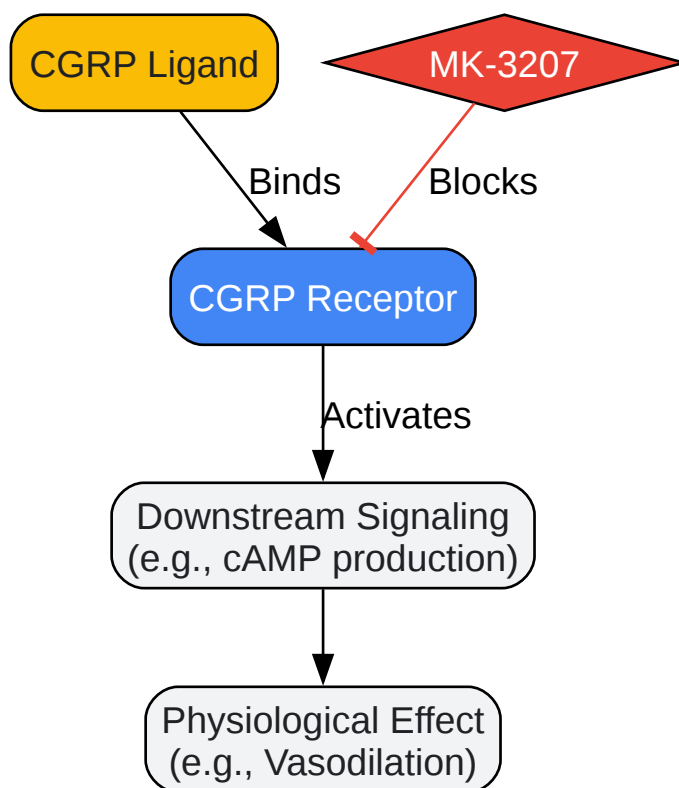 CGRP Ligand
MK-3207
Binds
Blocks
CGRP Receptor
Activates
Downstream Signaling
(e.g., cAMP production)
Physiological Effect
(e.g., Vasodilation)